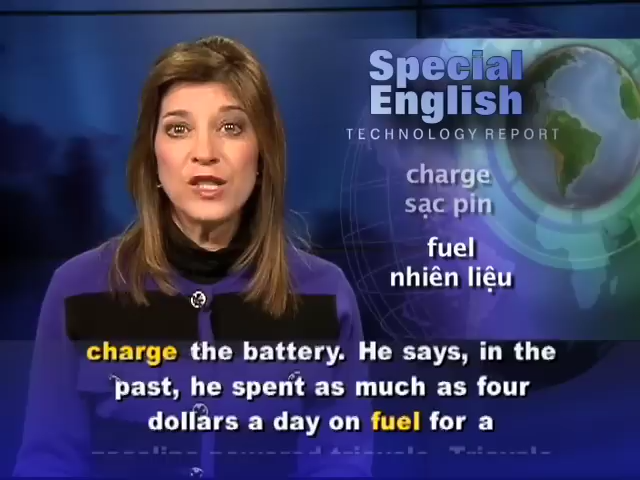 Special
English
TECHNOLOGY REPORT
charge
sạc pin
fuel
nhiên liệu
charge the battery. He says, in the
past, he spent as much as four
dollars a day on fuel for a